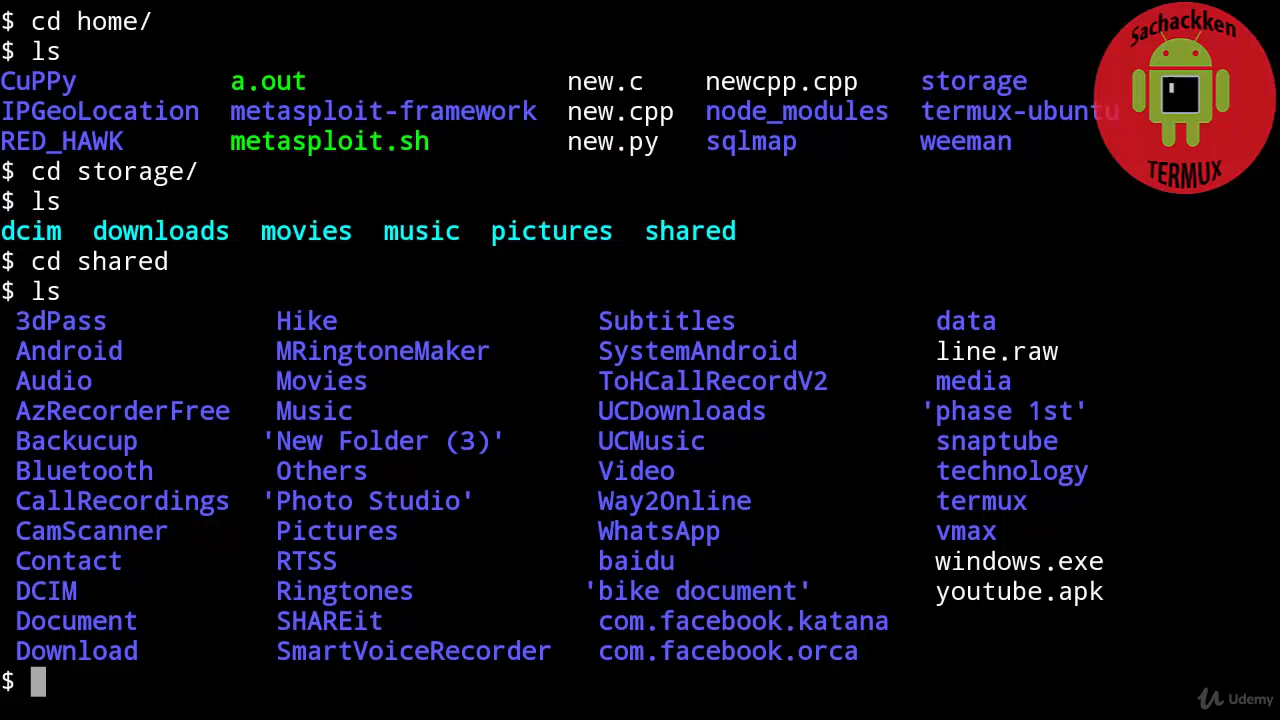 $ cd home/
$ ls
CuPPy a.out new.c newcpp.cpp storage
IPGeoLocation metasploit-framework new.cpp node_modules termux-ubuntu
RED_HAWK metasploit.sh new.py sqlmap weeman
$ cd storage/
$ ls
dcim downloads movies music pictures shared
$ cd shared
$ ls
3dPass Hike Subtitles data
Android MRingtoneMaker SystemAndroid line.raw
Audio Movies ToHCallRecordV2 media
AzRecorderFree Music UCDownloads 'phase 1st'
Backucup 'New Folder (3)' UCMusic snaptube
Bluetooth Others Video technology
CallRecordings 'Photo Studio' Way2Online termux
CamScanner Pictures WhatsApp vmax
Contact RTSS baidu windows.exe
DCIM Ringtones 'bike document' youtube.apk
Document SHAREit com.facebook.katana
Download SmartVoiceRecorder com.facebook.orca
$
Sachackken
TERMUX
Udemy